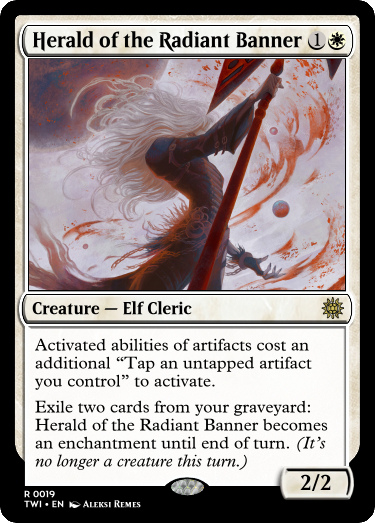 Herald of the Radiant Banner 1
Creature — Elf Cleric
Activated abilities of artifacts cost an
additional “Tap an untapped artifact
you control” to activate.
Exile two cards from your graveyard:
Herald of the Radiant Banner becomes
an enchantment until end of turn. (It’s
no longer a creature this turn.)
2/2
R 0019
TWI • EN Aleksi Remes